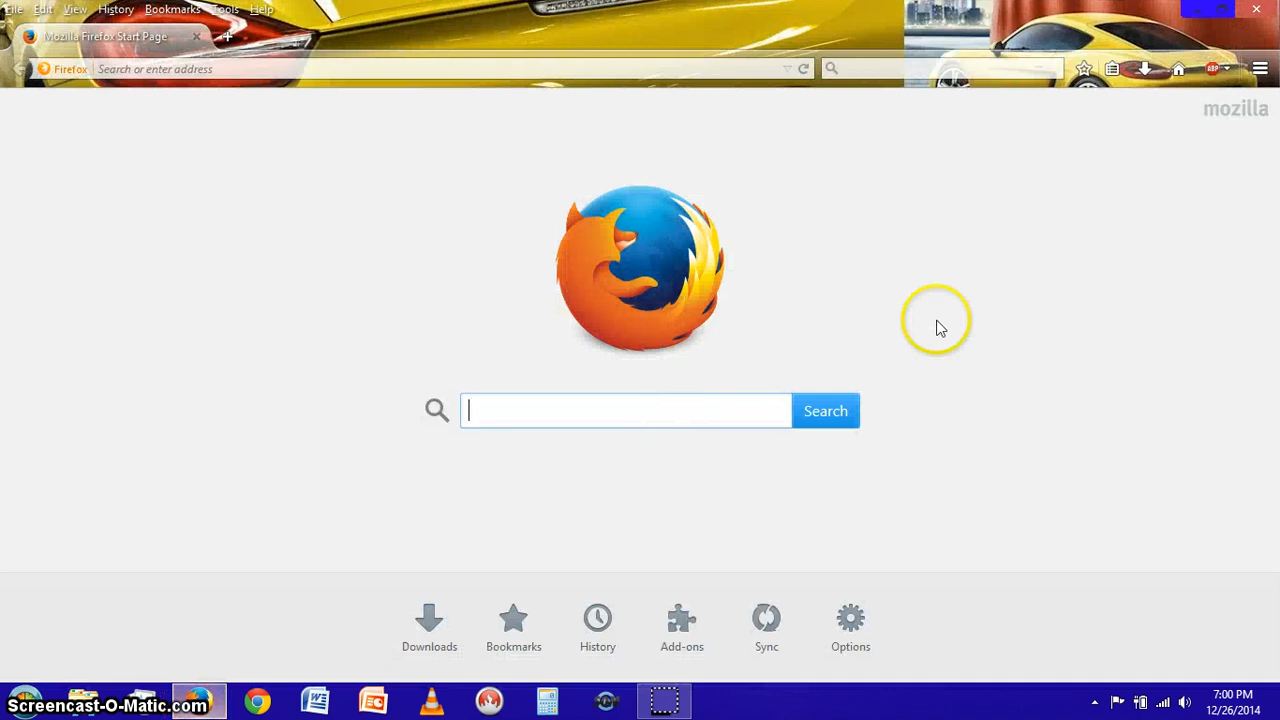 File Edit View History Bookmarks Tools Help
Mozilla Firefox Start Page
Firefox Search or enter address
ABP
mozilla
Search
Downloads Bookmarks History Add-ons Sync Options
Screencast-O-Matic.com
7:00 PM
12/26/2014